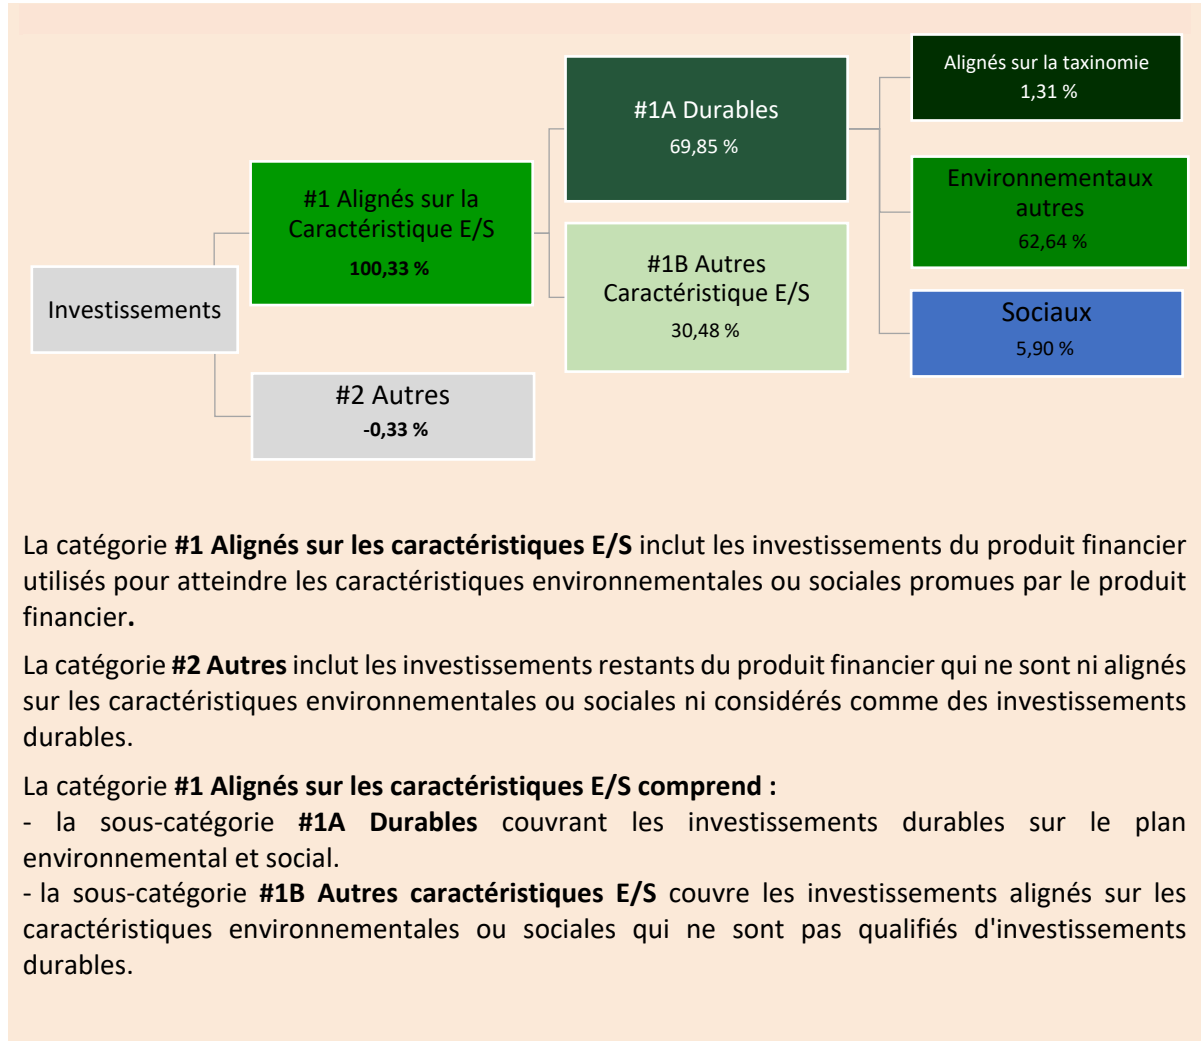 Investissements
#1 Alignés sur la
Caractéristique E/S
100,33 %
#2 Autres
-0,33 %
#1A Durables
69,85 %
#1B Autres
Caractéristique E/S
30,48 %
Alignés sur la taxinomie
1,31 %
Environnementaux
autres
62,64 %
Sociaux
5,90 %
La catégorie #1 Alignés sur les caractéristiques E/S inclut les investissements du produit financier
utilisés pour atteindre les caractéristiques environnementales ou sociales promues par le produit
financier.
La catégorie #2 Autres inclut les investissements restants du produit financier qui ne sont ni alignés
sur les caractéristiques environnementales ou sociales ni considérés comme des investissements
durables.
La catégorie #1 Alignés sur les caractéristiques E/S comprend :
- la sous-catégorie #1A Durables couvrant les investissements durables sur le plan
environnemental et social.
- la sous-catégorie #1B Autres caractéristiques E/S couvre les investissements alignés sur les
caractéristiques environnementales ou sociales qui ne sont pas qualifiés d'investissements
durables.